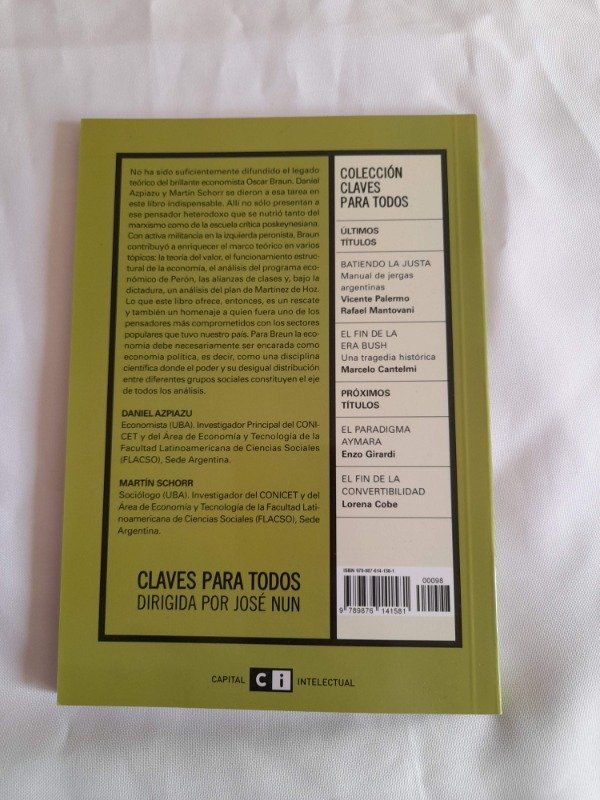 No ha sido suficientemente difundido el legado
teórico del brillante economista Oscar Braun. Daniel
Azpiazu y Martín Schorr se dieron a esa tarea en
este libro indispensable. Allí no sólo presentan a
ese pensador heterodoxo que se nutrió tanto del
marxismo como de la escuela crítica poskeynesiana.
Con activa militancia en la izquierda peronista, Braun
contribuyó a enriquecer el marco teórico en varios
tópicos: la teoría del valor, el funcionamiento estruc-
tural de la economía, el análisis del programa eco-
nómico de Perón, las alianzas de clases y, bajo la
dictadura, un análisis del plan de Martínez de Hoz.
Lo que este libro ofrece, entonces, es un rescate
y también un homenaje a quien fuera uno de los
pensadores más comprometidos con los sectores
populares que tuvo nuestro país. Para Braun la eco-
nomía debe necesariamente ser encarada como
economía política, es decir, como una disciplina
científica donde el poder y su desigual distribución
entre diferentes grupos sociales constituyen el eje
de todos los análisis.
DANIEL AZPIAZU
Economista (UBA). Investigador Principal del CONI-
CET y del Área de Economía y Tecnología de la
Facultad Latinoamericana de Ciencias Sociales
(FLACSO), Sede Argentina.
MARTÍN SCHORR
Sociólogo (UBA). Investigador del CONICET y del
Área de Economía y Tecnología de la Facultad Lati-
noamericana de Ciencias Sociales (FLACSO), Sede
Argentina.
CLAVES PARA TODOS
DIRIGIDA POR JOSÉ NUN
COLECCIÓN
CLAVES
PARA TODOS
ÚLTIMOS
TÍTULOS
BATIENDO LA JUSTA
Manual de jergas
argentinas
Vicente Palermo
Rafael Mantovani
EL FIN DE LA
ERA BUSH
Una tragedia histórica
Marcelo Cantelmi
PRÓXIMOS
TÍTULOS
EL PARADIGMA
AYMARA
Enzo Girardi
EL FIN DE LA
CONVERTIBILIDAD
Lorena Cobe
ISBN 978-987-614-158-1
00098
9 789876 141581
CAPITAL Ci INTELECTUAL